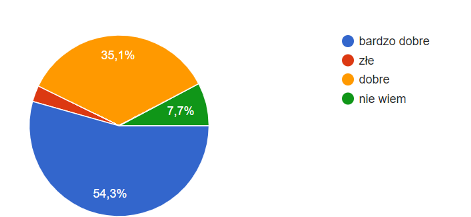 35,1%
7,7%
54,3%
bardzo dobre
złe
dobre
nie wiem